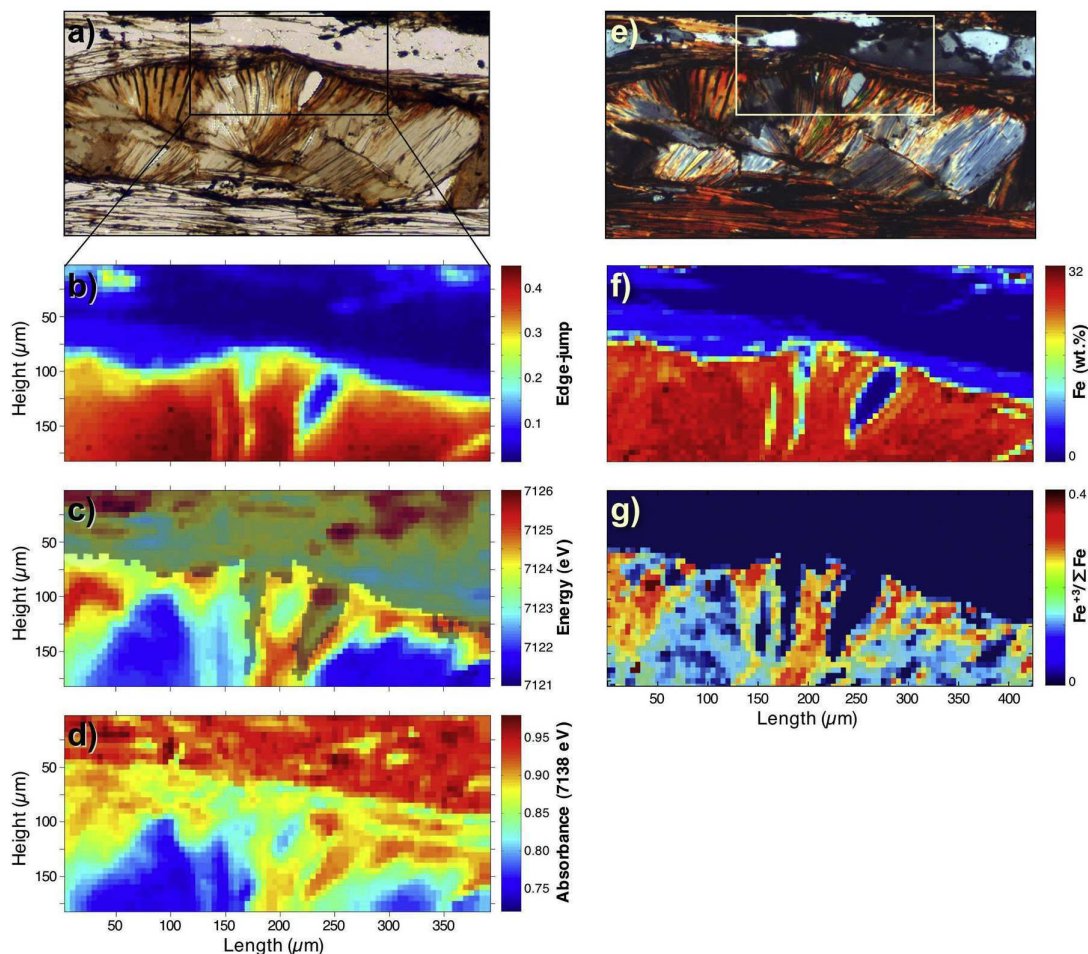 a)
e)
b)
50
100
150
Height (µm)
0.4
0.3
0.2
0.1
Edge-jump
f)
32
0
Fe (wt.%)
c)
50
100
150
Height (µm)
7126
7125
7124
7123
7122
7121
Energy (eV)
g)
0.4
0
Fe+3/∑Fe
50 100 150 200 250 300 350 400
Length (µm)
d)
50
100
150
Height (µm)
0.95
0.90
0.85
0.80
0.75
Absorbance (7138 eV)
50 100 150 200 250 300 350
Length (µm)